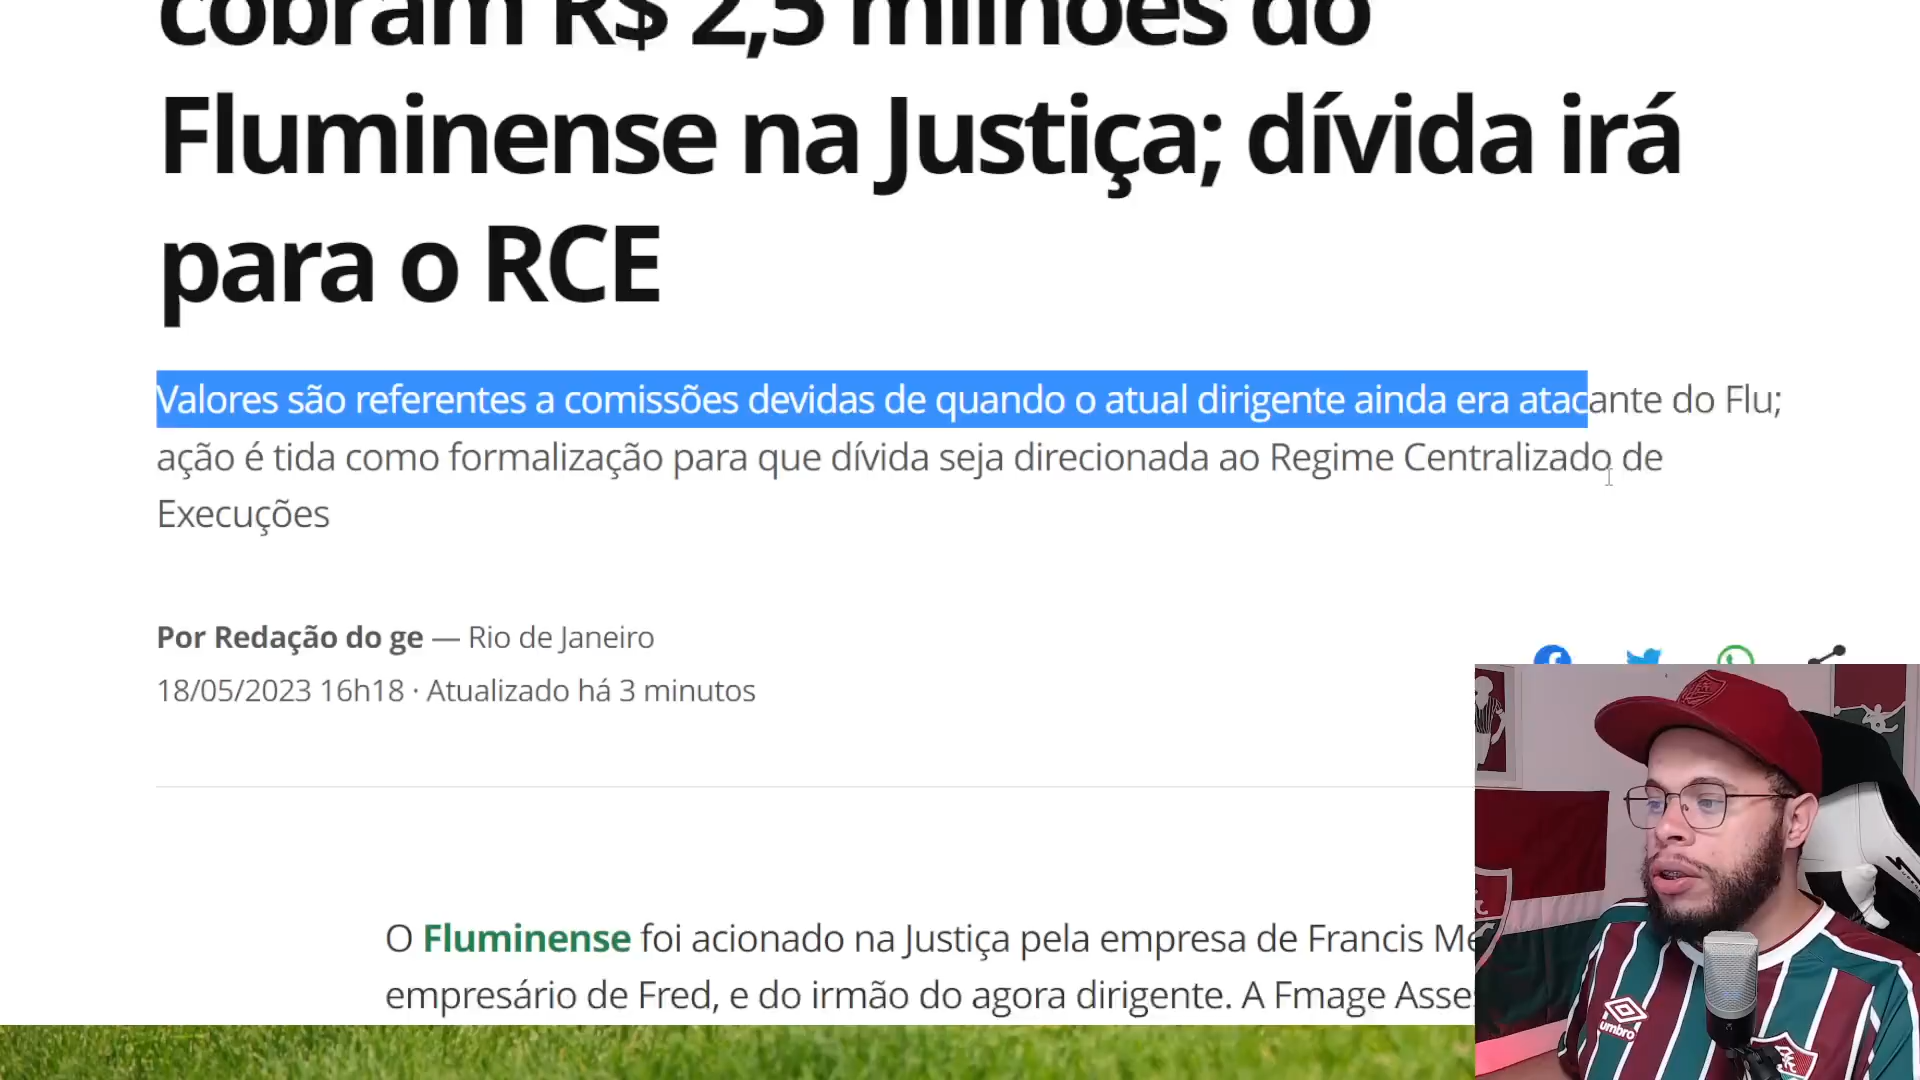 cobram R$ 2,5 milhões do
Fluminense na Justiça; dívida irá
para o RCE
Valores são referentes a comissões devidas de quando o atual dirigente ainda era atacante do Flu;
ação é tida como formalização para que dívida seja direcionada ao Regime Centralizado de
Execuções
Por Redação do ge — Rio de Janeiro
18/05/2023 16h18 · Atualizado há 3 minutos
O Fluminense foi acionado na Justiça pela empresa de Francis
empresário de Fred, e do irmão do agora dirigente. A Fmage
umbro